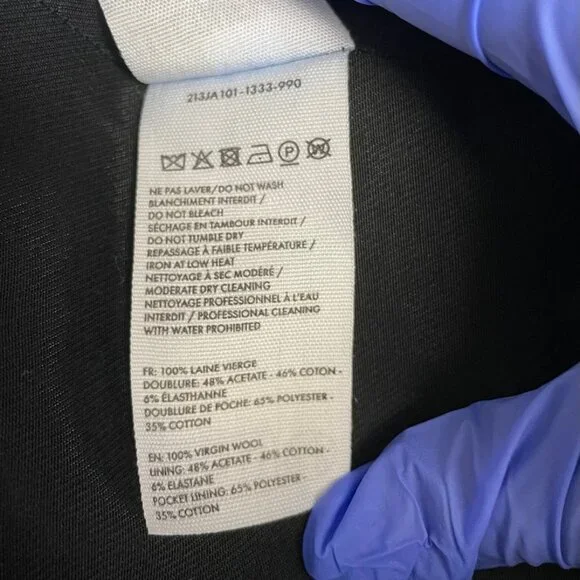 213JA101-1333-990
NE PAS LAVER/DO NOT WASH
BLANCHIMENT INTERDIT /
DO NOT BLEACH
SÉCHAGE EN TAMBOUR INTERDIT /
DO NOT TUMBLE DRY
REPASSAGE À FAIBLE TEMPÉRATURE /
IRON AT LOW HEAT
NETTOYAGE À SEC MODÉRÉ /
MODERATE DRY CLEANING
NETTOYAGE PROFESSIONNEL À L'EAU
INTERDIT / PROFESSIONAL CLEANING
WITH WATER PROHIBITED
FR: 100% LAINE VIERGE
DOUBLURE: 48% ACETATE - 46% COTON -
6% ÉLASTHANNE
DOUBLURE DE POCHE: 65% POLYESTER -
35% COTTON
EN: 100% VIRGIN WOOL
LINING: 48% ACETATE - 46% COTTON -
6% ELASTANE
POCKET LINING: 65% POLYESTER -
35% COTTON